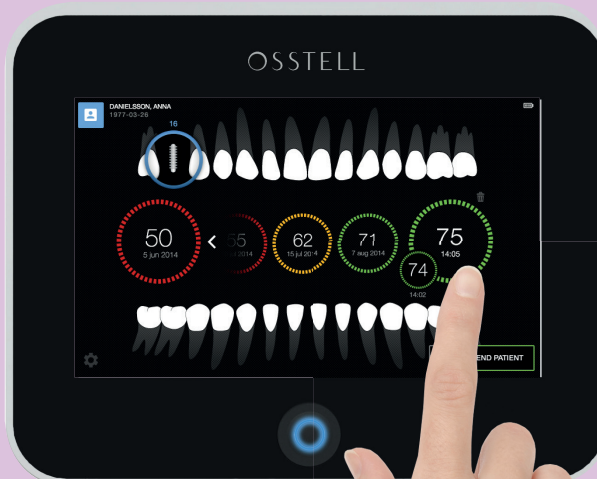 OSSTELL
DANIELSSON, ANNA
1977-03-26
16
50
5 jun 2014
62
15 jul 2014
71
7 aug 2014
75
14:05
74
14:02
END PATIENT